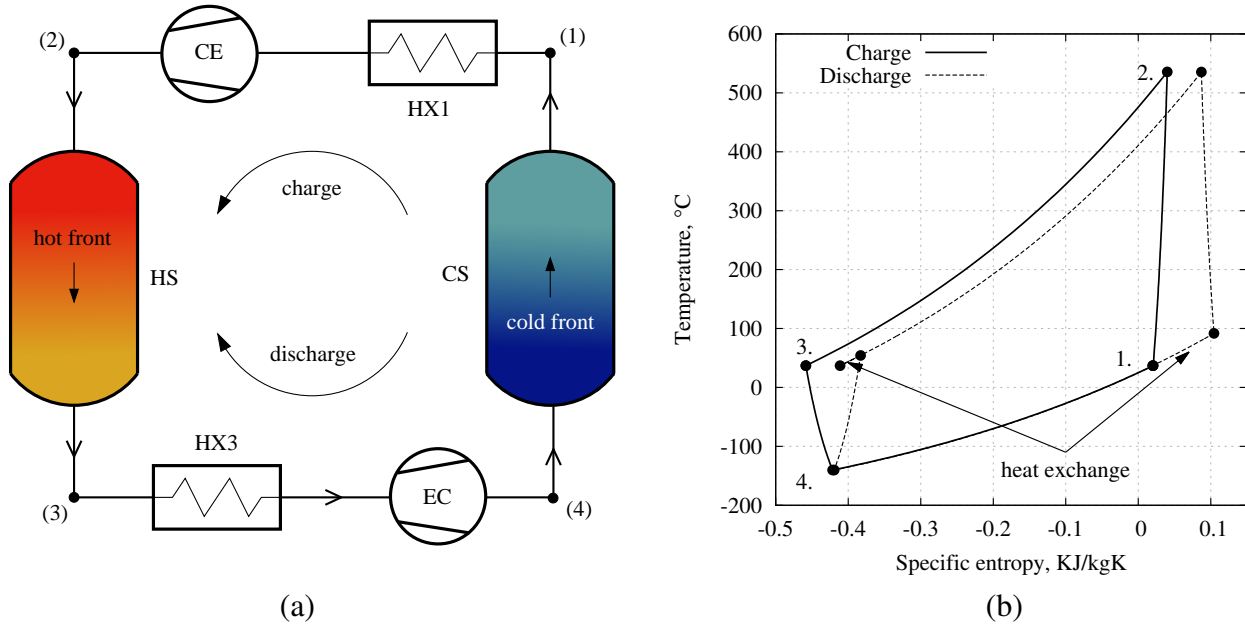 (2)
CE
(1)
HX1
charge
hot front
HS
CS
cold front
discharge
HX3
(3)
EC
(4)
(a)
600
500
400
300
200
100
0
-100
-200
Temperature, °C
Charge
Discharge
2.
3.
1.
4.
heat exchange
-0.5
-0.4
-0.3
-0.2
-0.1
0
0.1
Specific entropy, KJ/kgK
(b)